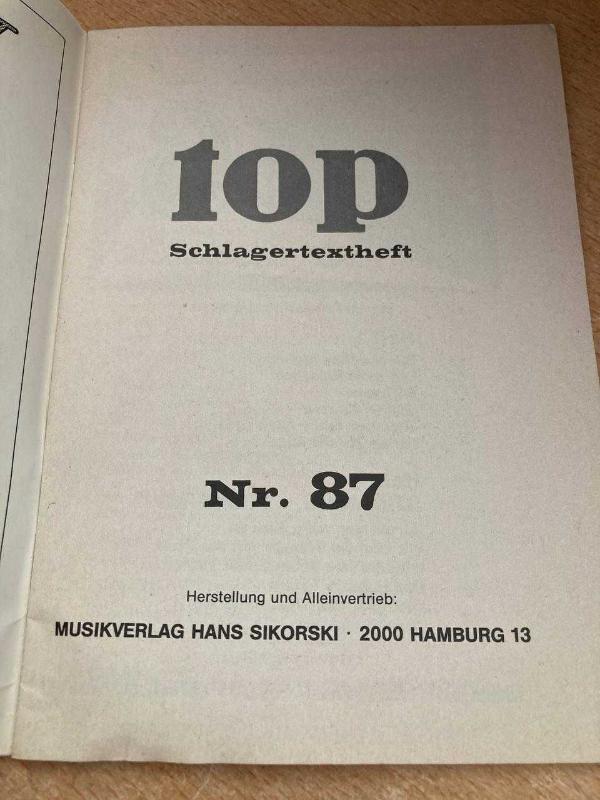 top
Schlagertextheft
Nr. 87
Herstellung und Alleinvertrieb:
MUSIKVERLAG HANS SIKORSKI · 2000 HAMBURG 13